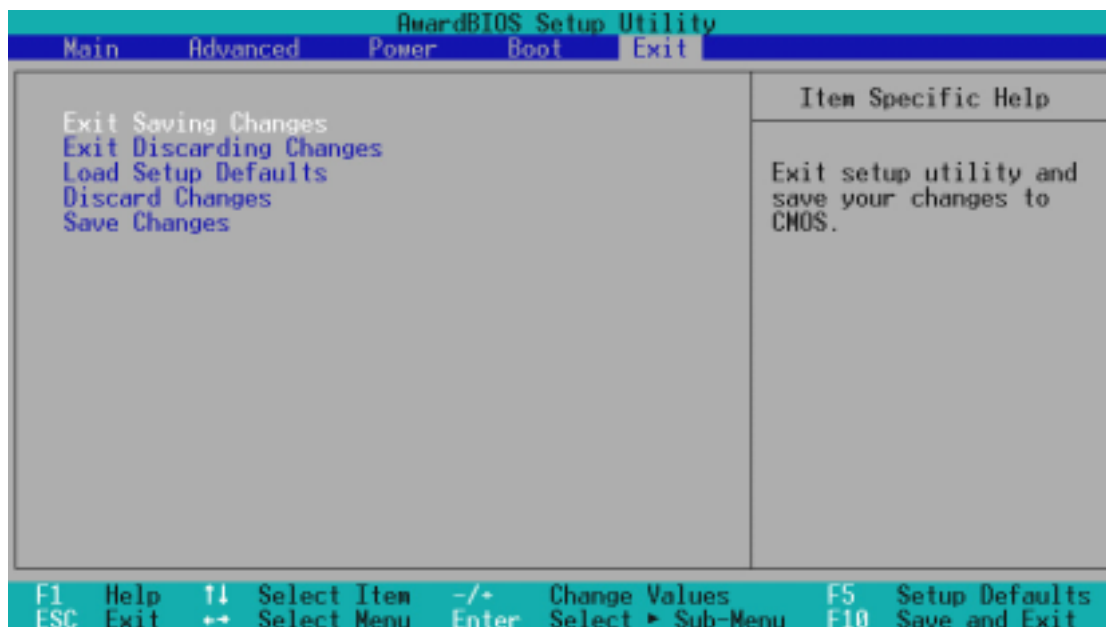 AwardBIOS Setup Utility
Main Advanced Power Boot Exit
Exit Saving Changes
Exit Discarding Changes
Load Setup Defaults
Discard Changes
Save Changes
Item Specific Help
Exit setup utility and
save your changes to
CMOS.
F1 Help ↑↓ Select Item -/+ Change Values F5 Setup Defaults
ESC Exit ←→ Select Menu Enter Select ► Sub-Menu F10 Save and Exit